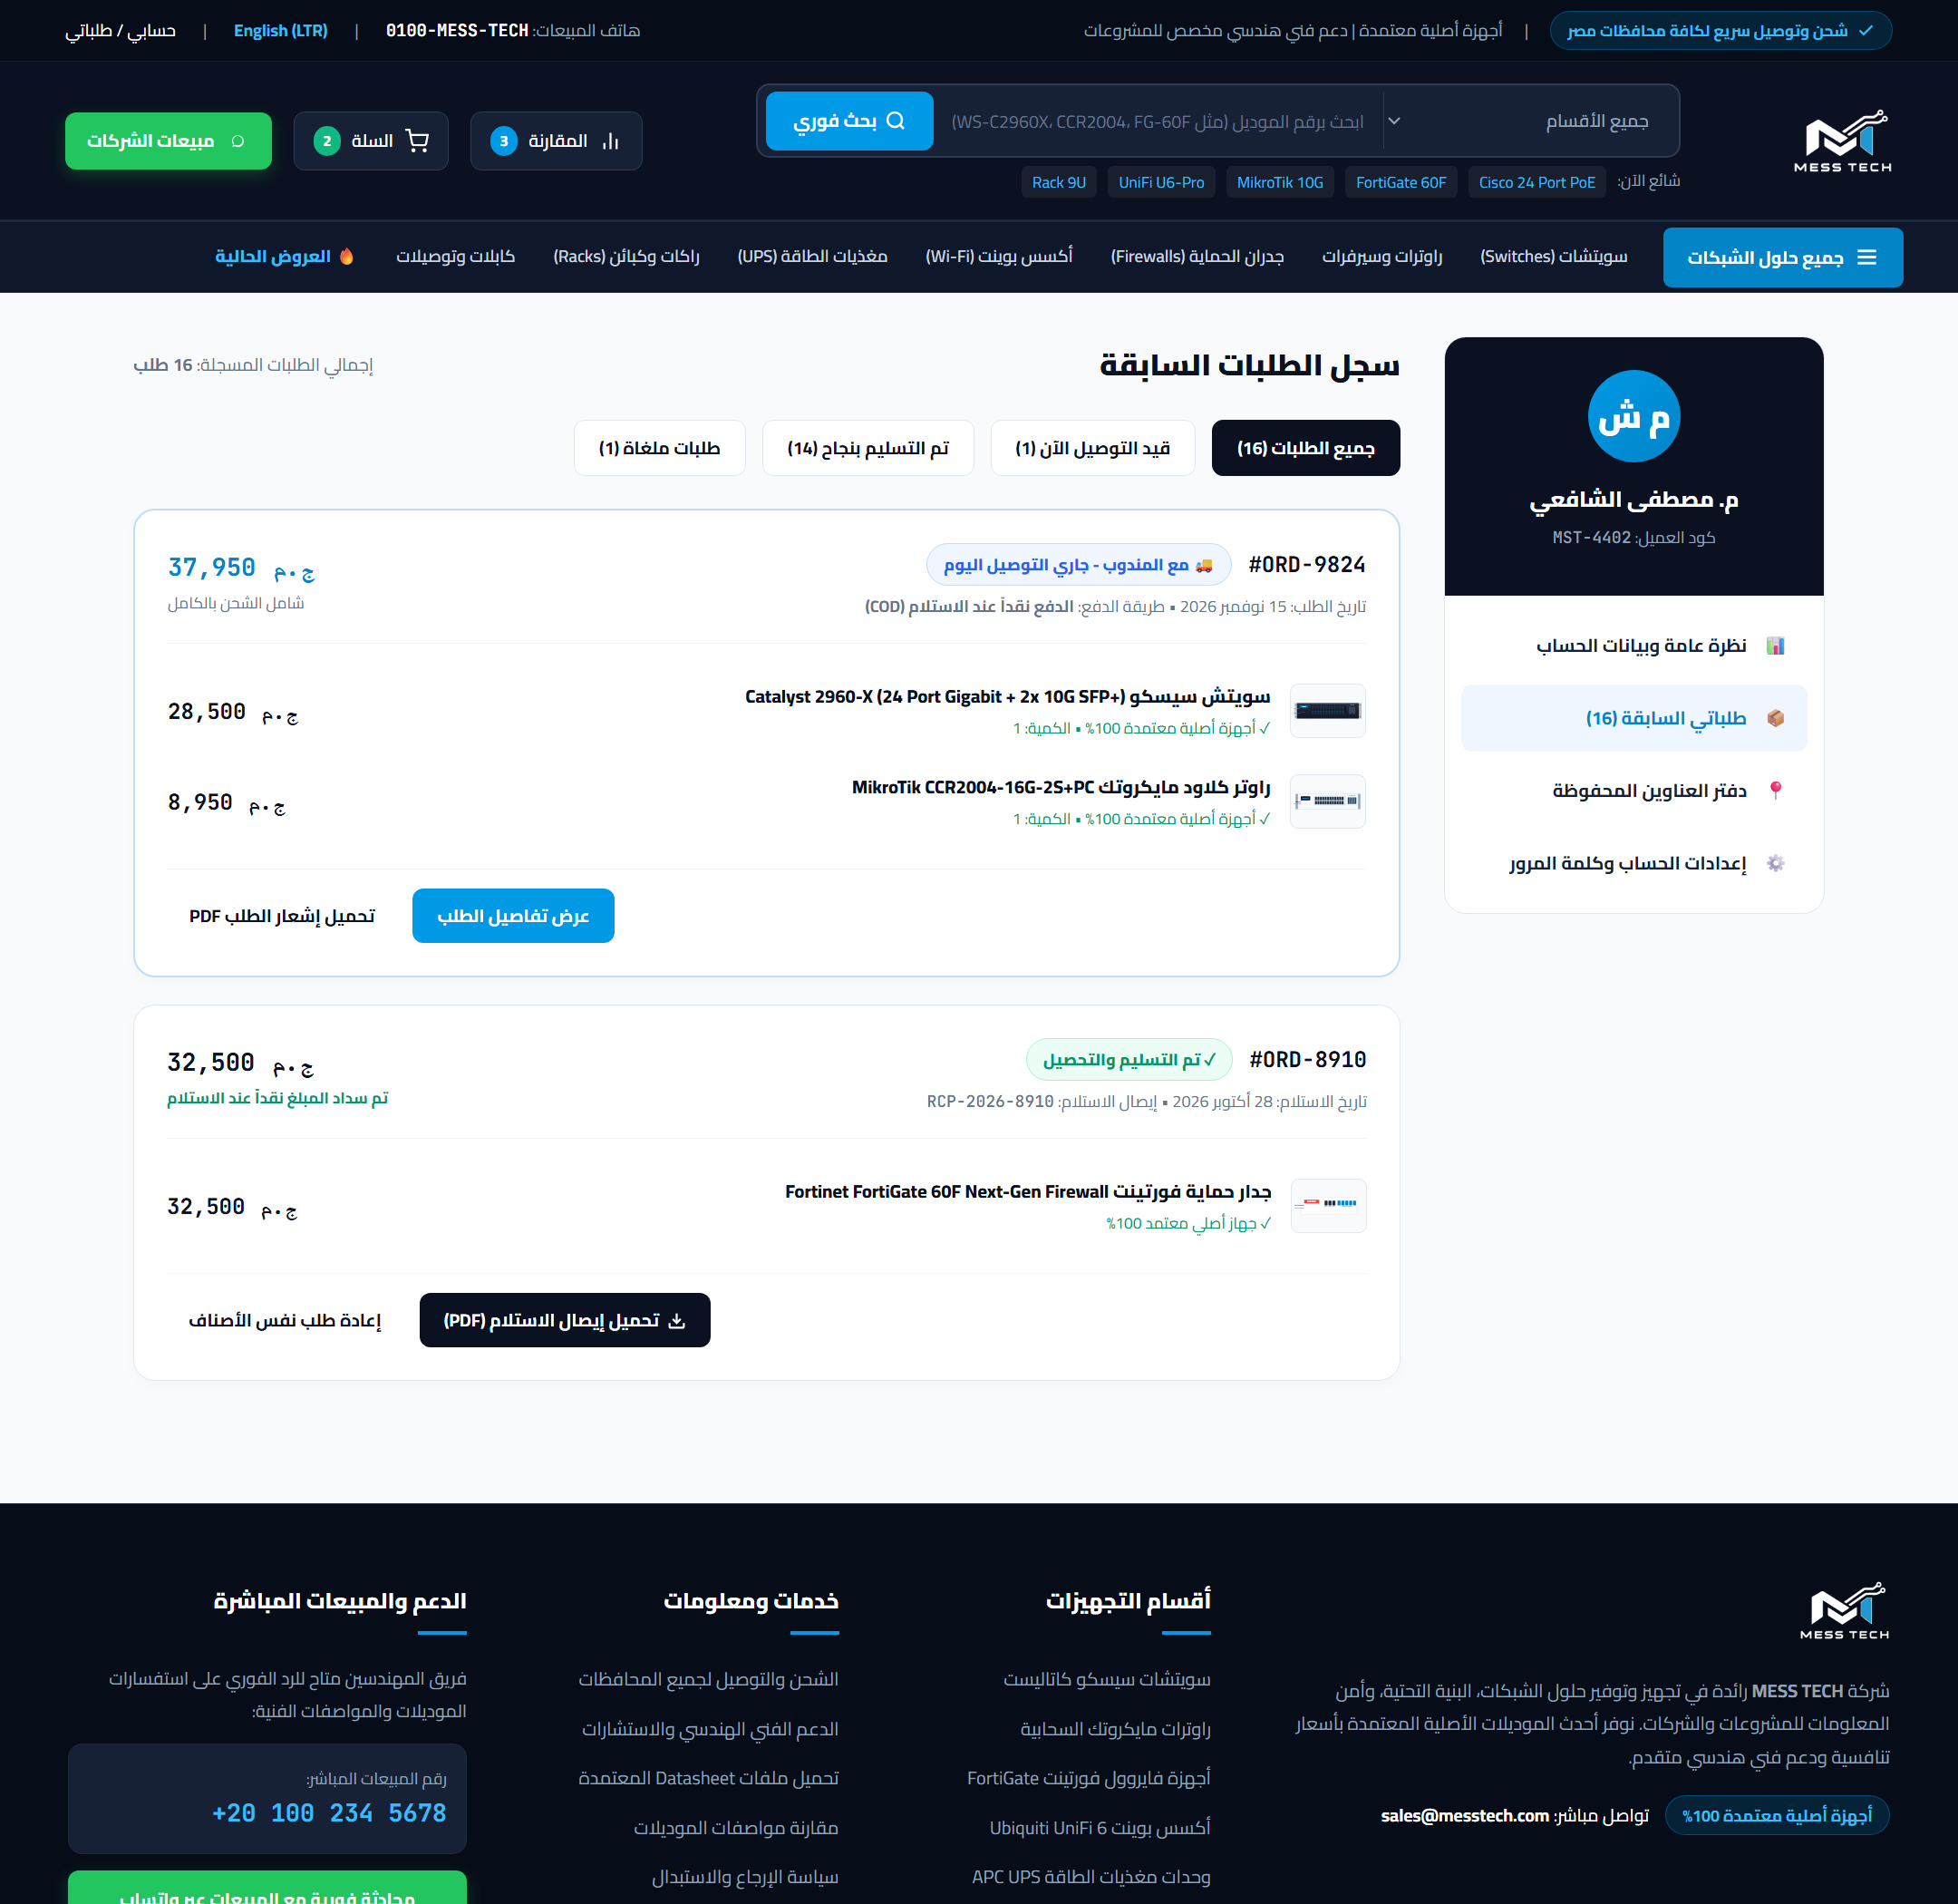 شحن وتوصيل سريع لكافة محافظات مصر | أجهزة أصلية معتمدة | دعم فني هندسي مخصص للمشروعات
هاتف المبيعات: 0100-MESS-TECH | English (LTR) | حسابي / طلباتي
MESS TECH
جميع الأقسام
ابحث برقم الموديل (مثل WS-C2960X، CCR2004، FG-60F)
بحث فوري
المقارنة 3
السلة 2
مبيعات الشركات
شائع الآن: Cisco 24 Port PoE FortiGate 60F MikroTik 10G UniFi U6-Pro Rack 9U
جميع حلول الشبكات
سويتشات (Switches)
راوترات وسيرفرات
جدران الحماية (Firewalls)
أكسس بوينت (Wi-Fi)
مغذيات الطاقة (UPS)
راكات وكبائن (Racks)
كابلات وتوصيلات
🔥 العروض الحالية
م ش
م. مصطفى الشافعي
كود العميل: MST-4402
📊 نظرة عامة وبيانات الحساب
📦 طلباتي السابقة (16)
📍 دفتر العناوين المحفوظة
⚙️ إعدادات الحساب وكلمة المرور
سجل الطلبات السابقة
إجمالي الطلبات المسجلة: 16 طلب
جميع الطلبات (16)
قيد التوصيل الآن (1)
تم التسليم بنجاح (14)
طلبات ملغاة (1)
#ORD-9824
🚚 مع المندوب - جاري التوصيل اليوم
37,950 ج.م
تاريخ الطلب: 15 نوفمبر 2026 • طريقة الدفع: الدفع نقداً عند الاستلام (COD)
شامل الشحن بالكامل
سويتش سيسكو Catalyst 2960-X (24 Port Gigabit + 2x 10G SFP+)
✓ أجهزة أصلية معتمدة 100% • الكمية: 1
28,500 ج.م
راوتر كلاود مايكروتك MikroTik CCR2004-16G-2S+PC
✓ أجهزة أصلية معتمدة 100% • الكمية: 1
8,950 ج.م
عرض تفاصيل الطلب
تحميل إشعار الطلب PDF
#ORD-8910
✓ تم التسليم والتحصيل
32,500 ج.م
تاريخ الاستلام: 28 أكتوبر 2026 • إيصال الاستلام: RCP-2026-8910
تم سداد المبلغ نقداً عند الاستلام
جدار حماية فورتينت Fortinet FortiGate 60F Next-Gen Firewall
✓ جهاز أصلي معتمد 100%
32,500 ج.م
تحميل إيصال الاستلام (PDF)
إعادة طلب نفس الأصناف
MESS TECH
شركة MESS TECH رائدة في تجهيز وتوفير حلول الشبكات، البنية التحتية، وأمن
المعلومات للمشروعات والشركات. نوفر أحدث الموديلات الأصلية المعتمدة بأسعار
تنافسية ودعم فني هندسي متقدم.
أجهزة أصلية معتمدة 100%
تواصل مباشر: sales@messtech.com
أقسام التجهيزات
سويتشات سيسكو كاتاليست
راوترات مايكروتك السحابية
أجهزة فايروول فورتينت FortiGate
أكسس بوينت Ubiquiti UniFi 6
وحدات مغذيات الطاقة APC UPS
خدمات ومعلومات
الشحن والتوصيل لجميع المحافظات
الدعم الفني الهندسي والاستشارات
تحميل ملفات Datasheet المعتمدة
مقارنة مواصفات الموديلات
سياسة الإرجاع والاستبدال
الدعم والمبيعات المباشرة
فريق المهندسين متاح للرد الفوري على استفسارات
الموديلات والمواصفات الفنية:
رقم المبيعات المباشر:
+20 100 234 5678
محادثة فورية مع المبيعات عبر واتساب